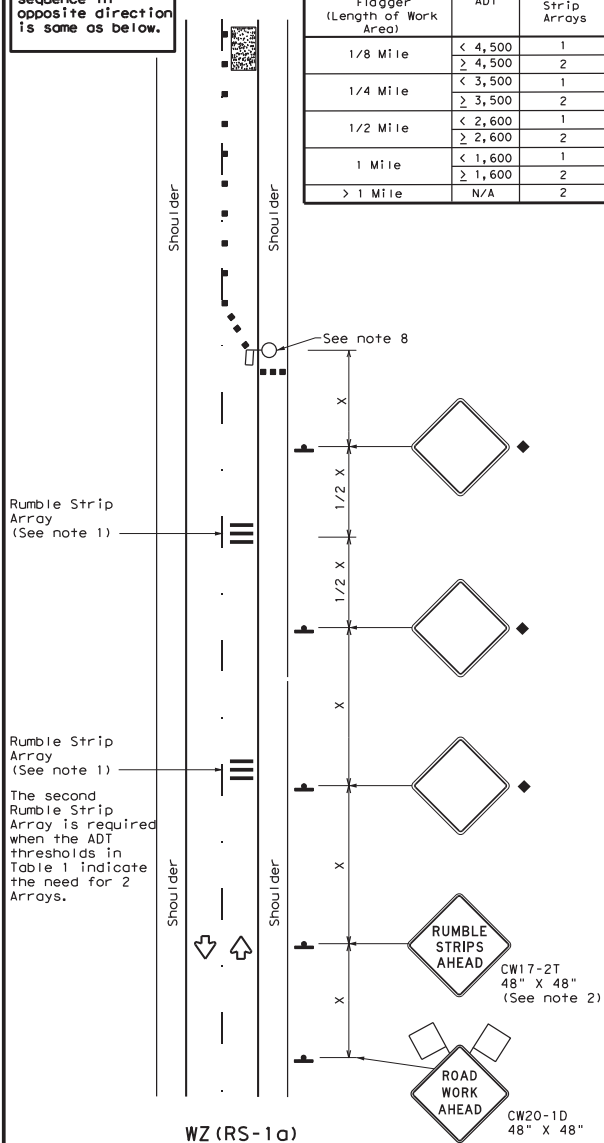 sequence in
opposite direction
is same as below.
Flagger
(Length of Work
Area)
ADT
Strip
Arrays
1/8 Mile
< 4,500
1
≥ 4,500
2
1/4 Mile
< 3,500
1
≥ 3,500
2
1/2 Mile
< 2,600
1
≥ 2,600
2
1 Mile
< 1,600
1
≥ 1,600
2
> 1 Mile
N/A
2
Shoulder
Shoulder
See note 8
X
1/2 X
Rumble Strip
Array
(See note 1)
1/2 X
X
Rumble Strip
Array
(See note 1)
The second
Rumble Strip
Array is required
when the ADT
thresholds in
Table 1 indicate
the need for 2
Arrays.
X
Shoulder
Shoulder
RUMBLE
STRIPS
AHEAD
CW17-2T
48" X 48"
(See note 2)
X
ROAD
WORK
AHEAD
CW20-1D
48" X 48"
WZ(RS-1a)